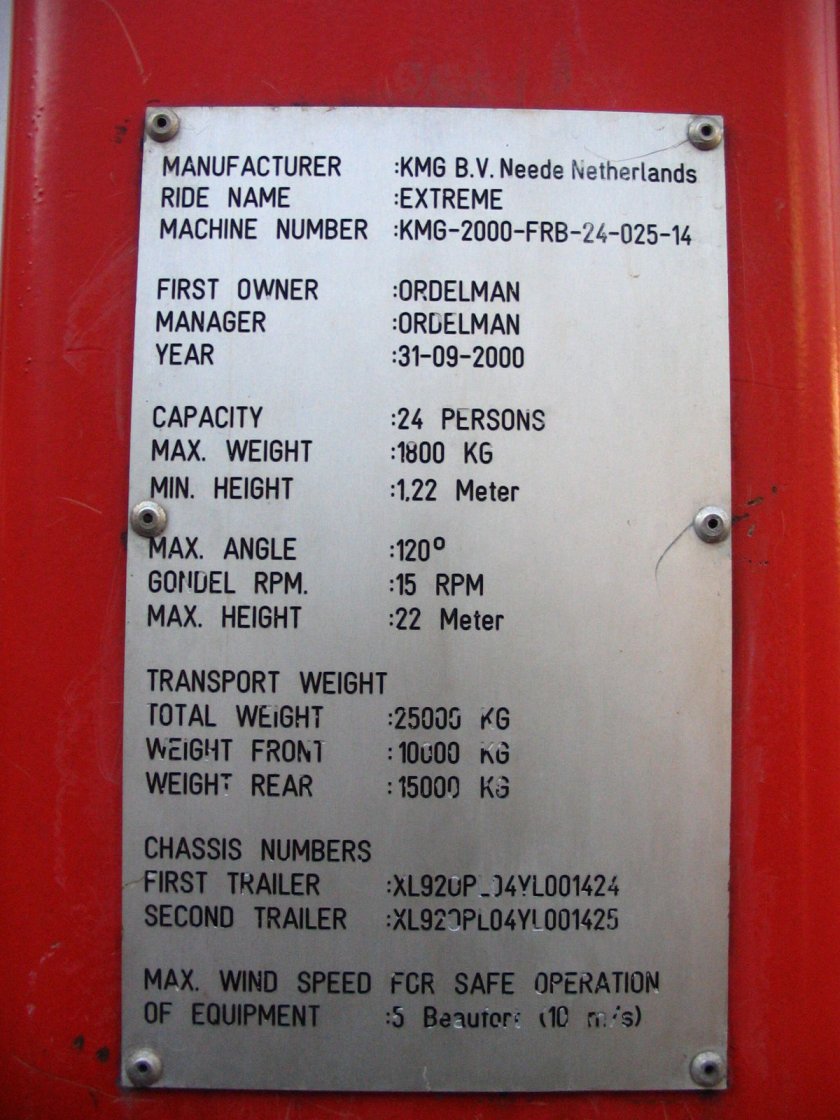 MANUFACTURER :KMG B.V. Neede Netherlands
RIDE NAME :EXTREME
MACHINE NUMBER :KMG-2000-FRB-24-025-14
FIRST OWNER :ORDELMAN
MANAGER :ORDELMAN
YEAR :31-09-2000
CAPACITY :24 PERSONS
MAX. WEIGHT :1800 KG
MIN. HEIGHT :1,22 Meter
MAX. ANGLE :120°
GONDEL RPM. :15 RPM
MAX. HEIGHT :22 Meter
TRANSPORT WEIGHT
TOTAL WEIGHT :25000 KG
WEIGHT FRONT :10000 KG
WEIGHT REAR :15000 KG
CHASSIS NUMBERS
FIRST TRAILER :XL920PL04YL001424
SECOND TRAILER :XL920PL04YL001425
MAX. WIND SPEED FOR SAFE OPERATION
OF EQUIPMENT :5 Beaufort (10 m/s)